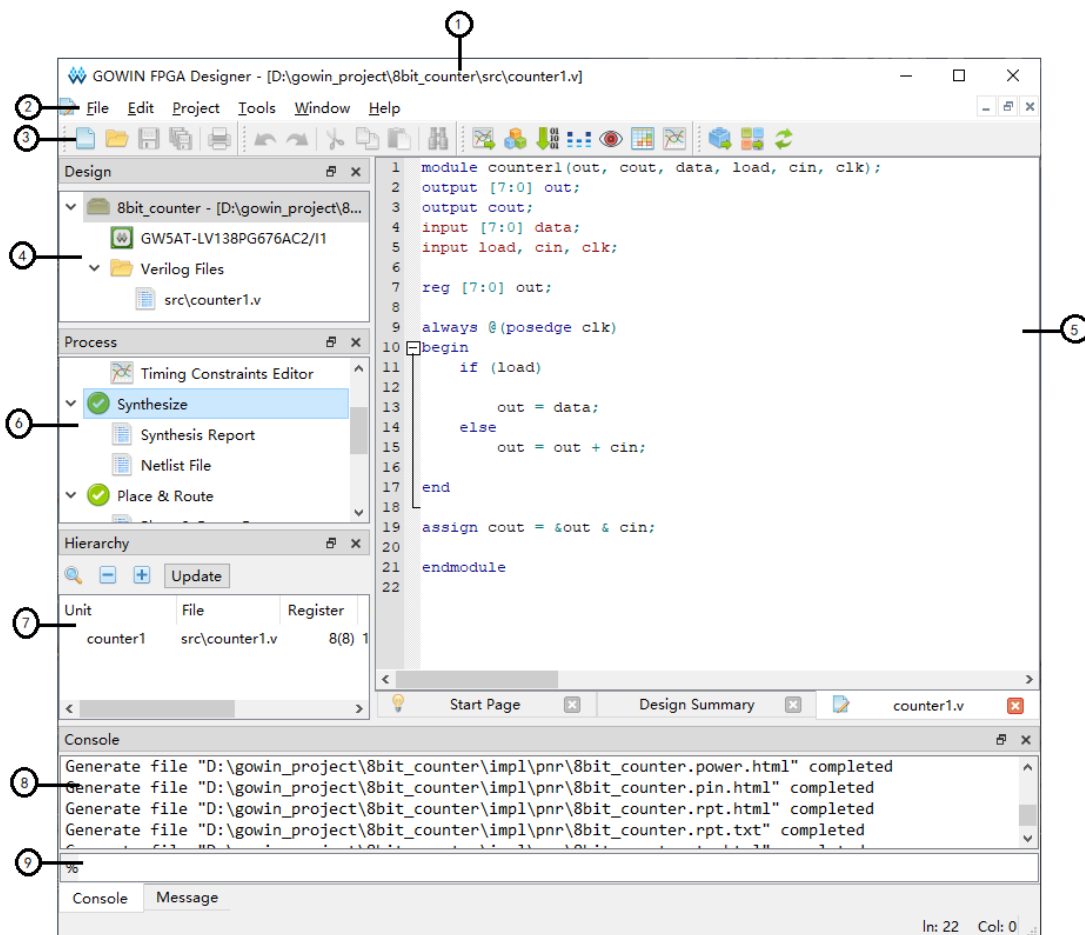 1
GOWIN FPGA Designer - [D:\gowin_project\8bit_counter\src\counter1.v]
2
File Edit Project Tools Window Help
3
Design
4
8bit_counter - [D:\gowin_project\8...
GW5AT-LV138PG676AC2/I1
Verilog Files
src\counter1.v
Process
6
Timing Constraints Editor
Synthesize
Synthesis Report
Netlist File
Place & Route
Hierarchy
Update
7
Unit File Register
counter1 src\counter1.v 8(8) 1
5
1 module counter1(out, cout, data, load, cin, clk);
2 output [7:0] out;
3 output cout;
4 input [7:0] data;
5 input load, cin, clk;
6
7 reg [7:0] out;
8
9 always @(posedge clk)
10 begin
11 if (load)
12
13 out = data;
14 else
15 out = out + cin;
16
17 end
18
19 assign cout = &out & cin;
20
21 endmodule
22
Start Page Design Summary counter1.v
Console
8
Generate file "D:\gowin_project\8bit_counter\impl\pnr\8bit_counter.power.html" completed
Generate file "D:\gowin_project\8bit_counter\impl\pnr\8bit_counter.pin.html" completed
Generate file "D:\gowin_project\8bit_counter\impl\pnr\8bit_counter.rpt.html" completed
Generate file "D:\gowin_project\8bit_counter\impl\pnr\8bit_counter.rpt.txt" completed
9
%
Console Message
ln: 22 Col: 0